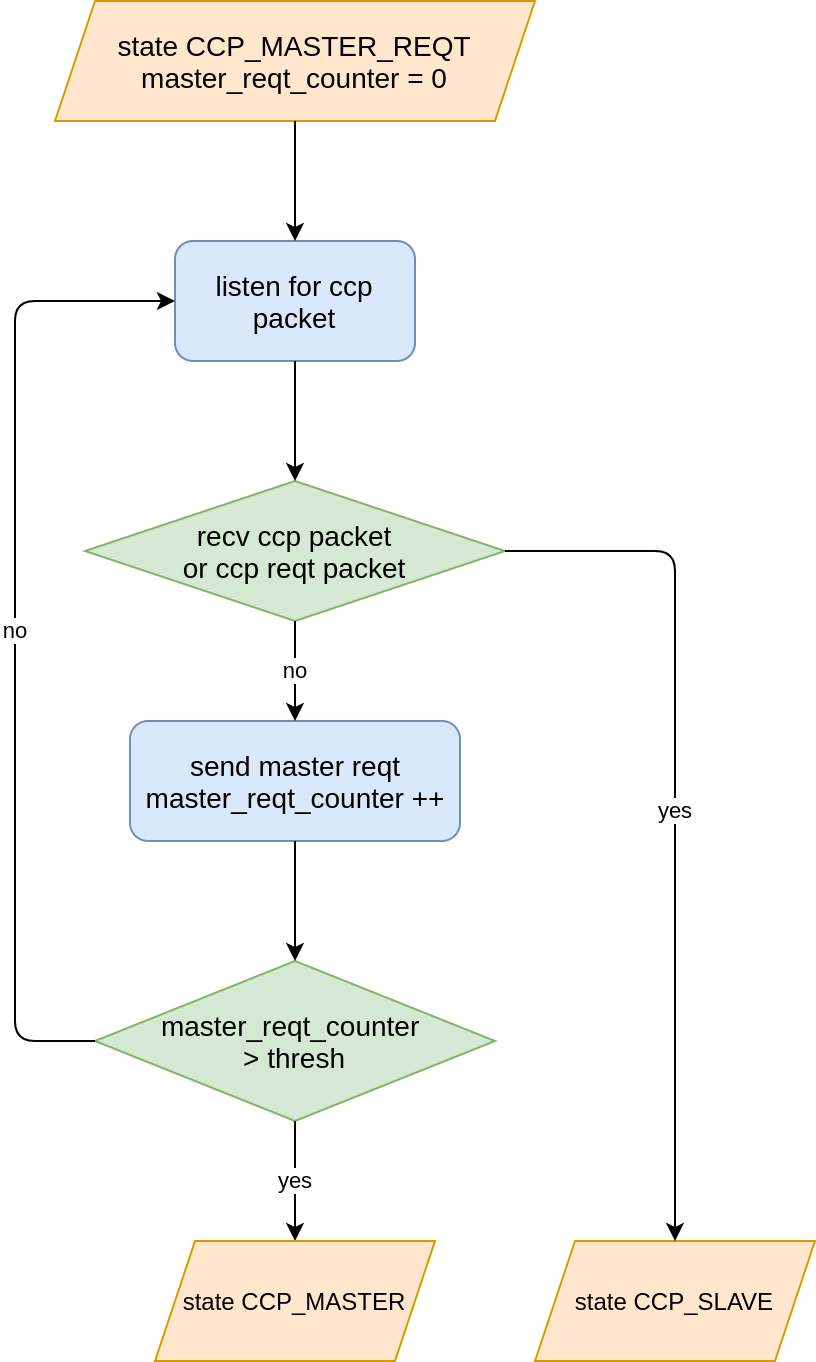 state CCP_MASTER_REQT
master_reqt_counter = 0
listen for ccp
packet
recv ccp packet
or ccp reqt packet
no
no
send master reqt
master_reqt_counter ++
yes
master_reqt_counter
> thresh
yes
state CCP_MASTER
state CCP_SLAVE